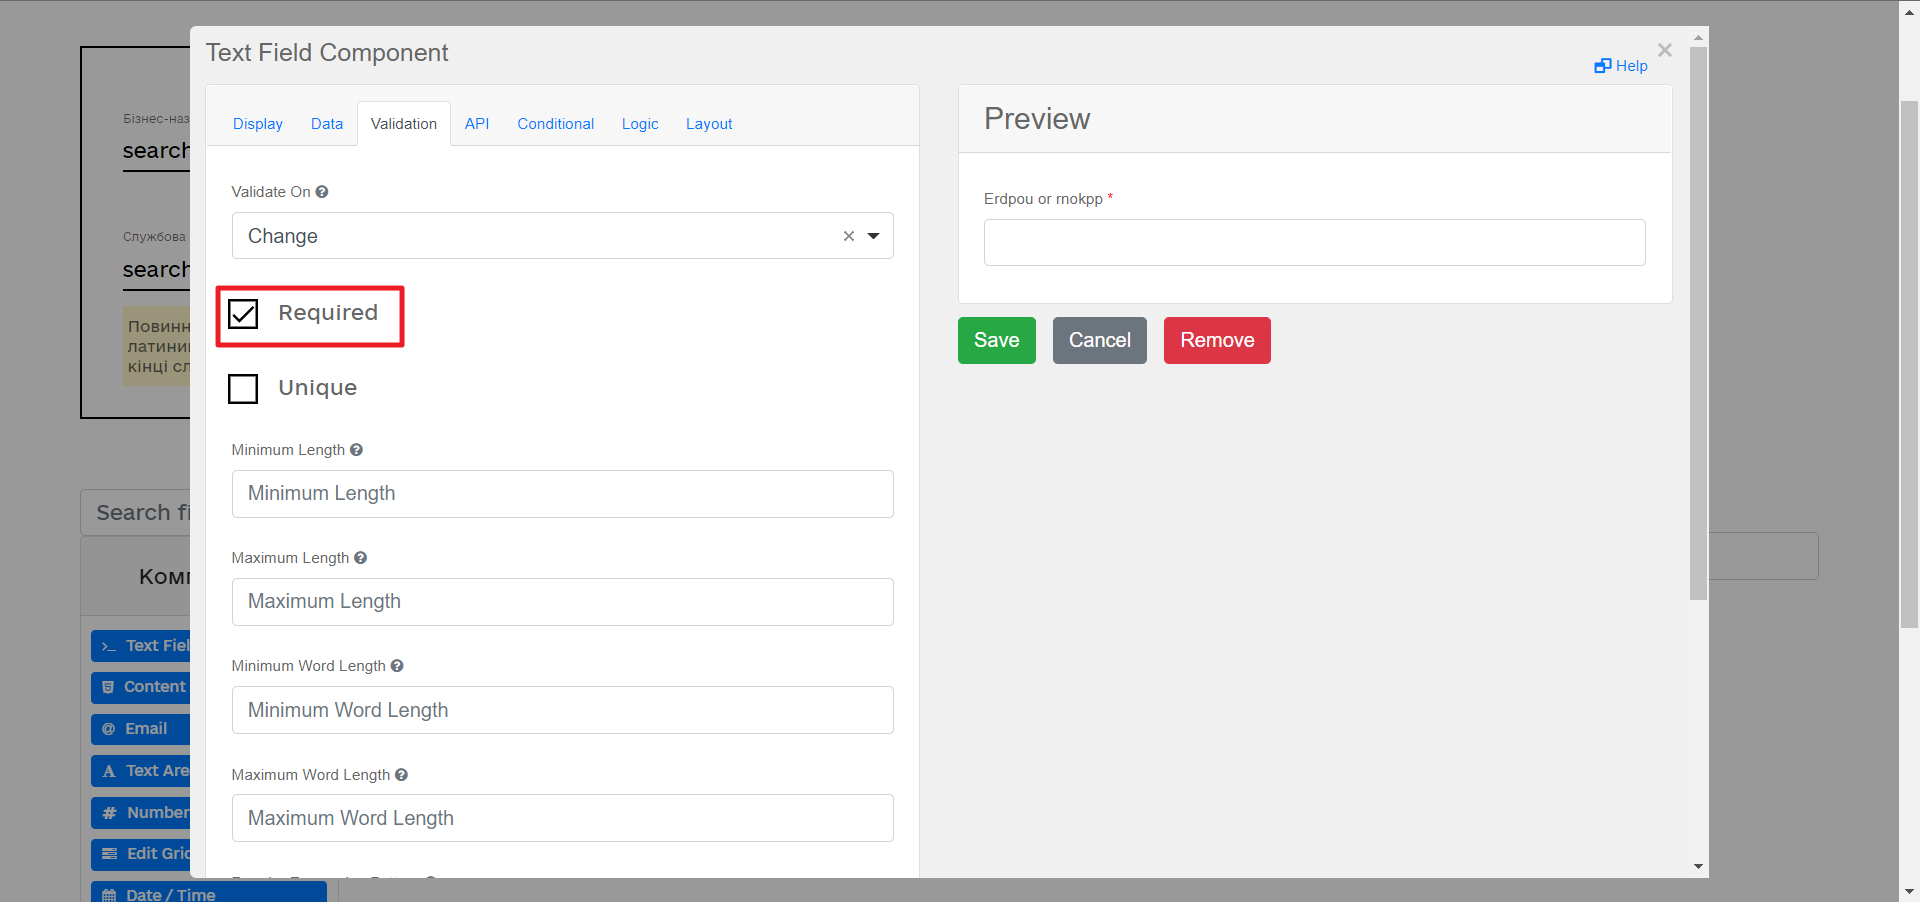 Text Field Component
Help
Display Data Validation API Conditional Logic Layout
Preview
Бізнес-наз
search
Validate On
Change
Erdpou or rnokpp *
Службова
search
Required
Save Cancel Remove
Повинн
латини
кінці сл
Unique
Minimum Length
Minimum Length
Search fi
Maximum Length
Maximum Length
Комп
Text Fiel
Content
Email
Text Are
Number
Edit Grid
Date / Time
Minimum Word Length
Minimum Word Length
Maximum Word Length
Maximum Word Length